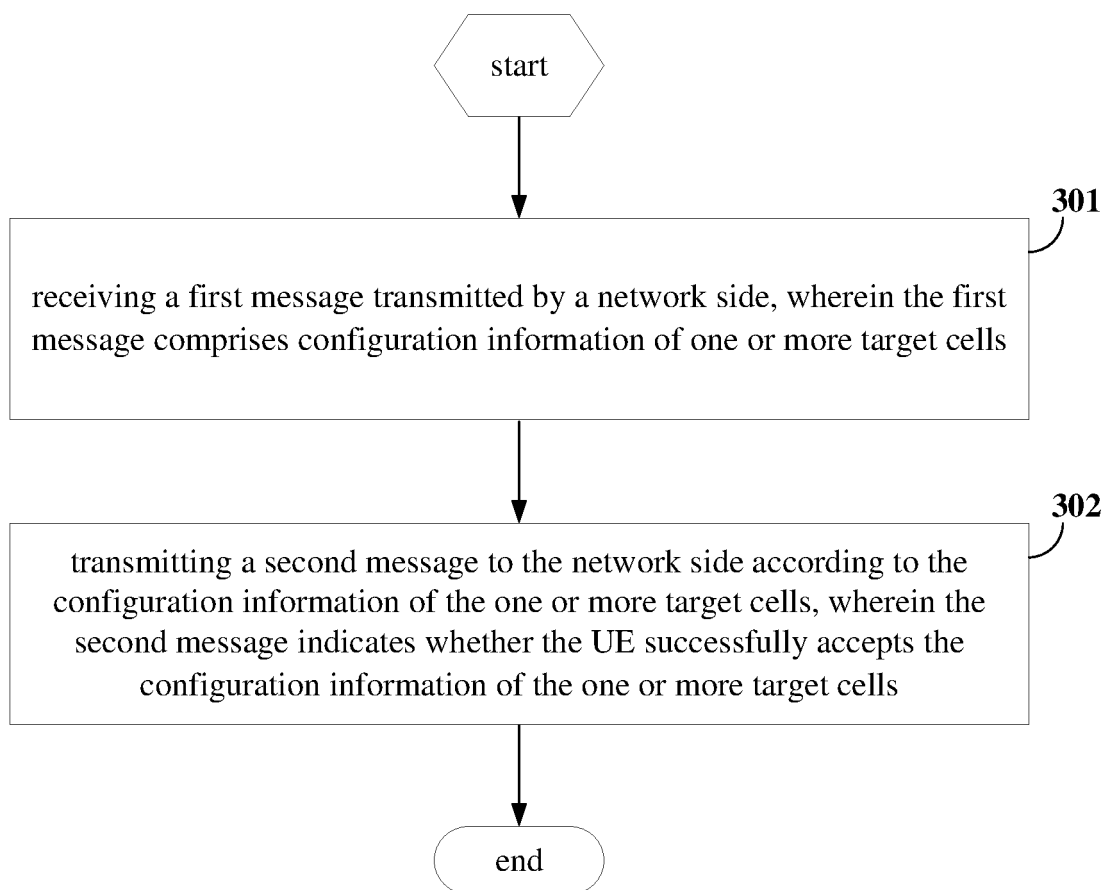 start
301
receiving a first message transmitted by a network side, wherein the first
message comprises configuration information of one or more target cells
302
transmitting a second message to the network side according to the
configuration information of the one or more target cells, wherein the
second message indicates whether the UE successfully accepts the
configuration information of the one or more target cells
end